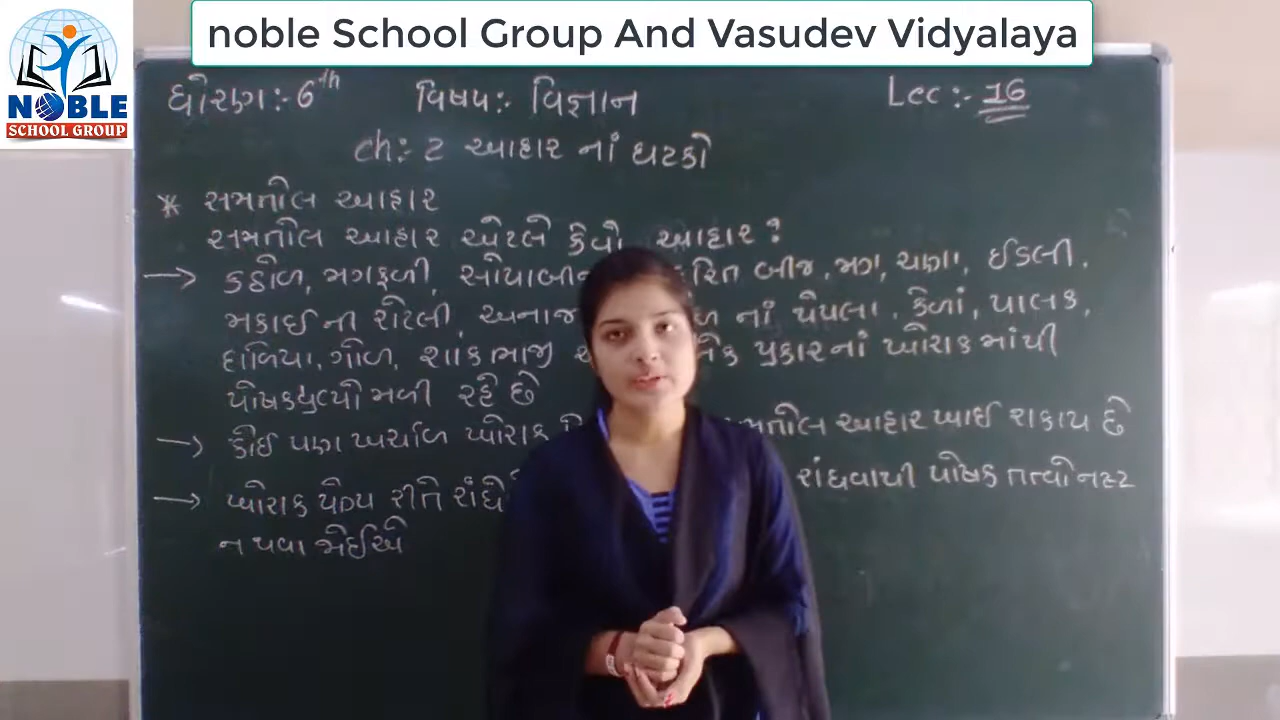 noble School Group And Vasudev Vidyalaya
NOBLE
SCHOOL GROUP
ધોરણ:- 6th વિષય:- વિજ્ઞાન Lec:- 16
ch:- 2 આહાર નાં ઘટકો
* સમતોલ આહાર
સમતોલ આહાર એટલે કેવો આહાર?
→ કઠોળ, મગફળી, સોયાબીન રિત બીજ, મગ, ચણા, ઈડલી,
મકાઈ ની રોટલી, અનાજ નાં થેપલા, કેળાં, પાલક,
દાળિયા, ગોળ, શાકભાજી પ્રકારનાં ખોરાકમાંથી
પોષકદ્રવ્યો મળી રહે છે
→ કોઈ પણ ખર્ચાળ ખોરાક આહાર ખાઈ શકાય છે
→ ખોરાક યોગ્ય રીતે રાંધવાથી પોષક તત્વો નષ્ટ
ન થવા જોઈએ